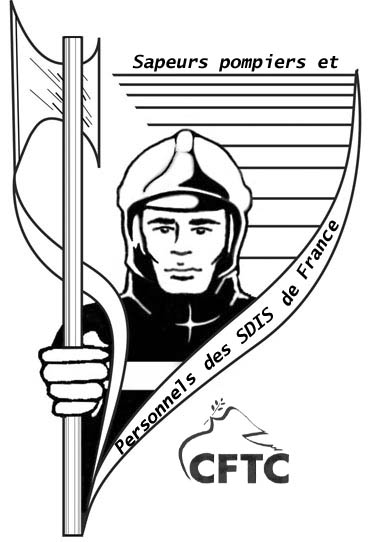 Sapeurs pompiers et
Personnels des SDIS de France
CFTC